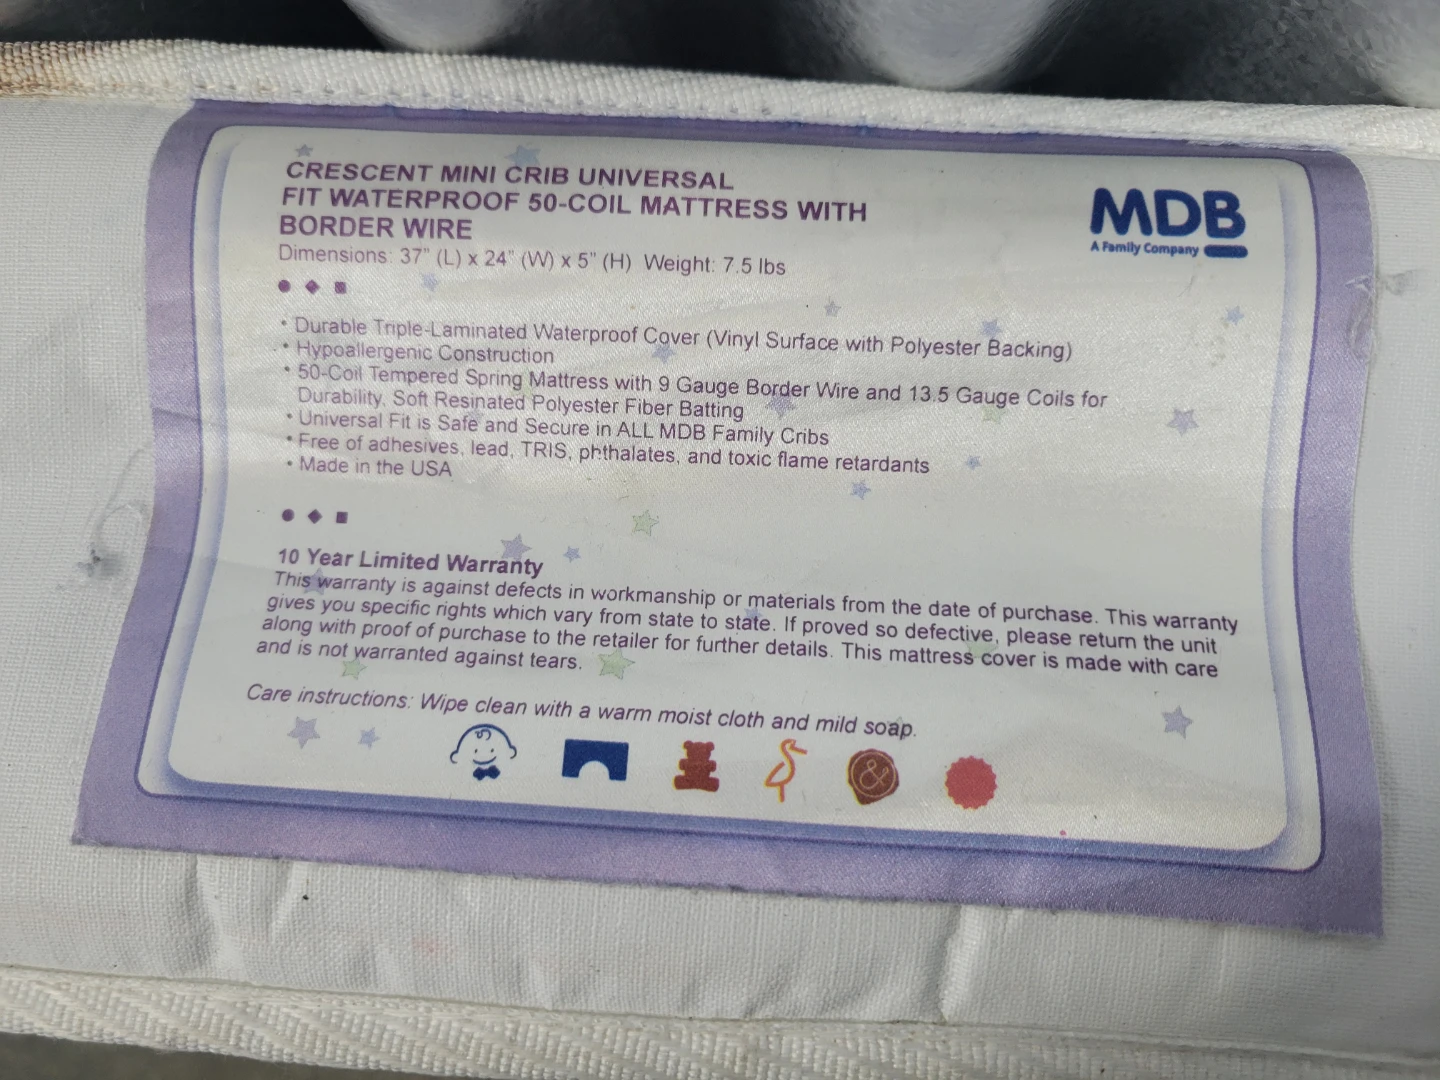 CRESCENT MINI CRIB UNIVERSAL
FIT WATERPROOF 50-COIL MATTRESS WITH
BORDER WIRE
Dimensions: 37" (L) x 24" (W) x 5" (H) Weight: 7.5 lbs
MDB
A Family Company
* Durable Triple-Laminated Waterproof Cover (Vinyl Surface with Polyester Backing)
* Hypoallergenic Construction
* 50-Coil Tempered Spring Mattress with 9 Gauge Border Wire and 13.5 Gauge Coils for
Durability. Soft Resinated Polyester Fiber Batting
* Universal Fit is Safe and Secure in ALL MDB Family Cribs
* Free of adhesives, lead, TRIS, phthalates, and toxic flame retardants
* Made in the USA
10 Year Limited Warranty
This warranty is against defects in workmanship or materials from the date of purchase. This warranty
gives you specific rights which vary from state to state. If proved so defective, please return the unit
along with proof of purchase to the retailer for further details. This mattress cover is made with care
and is not warranted against tears.
Care instructions: Wipe clean with a warm moist cloth and mild soap.
&